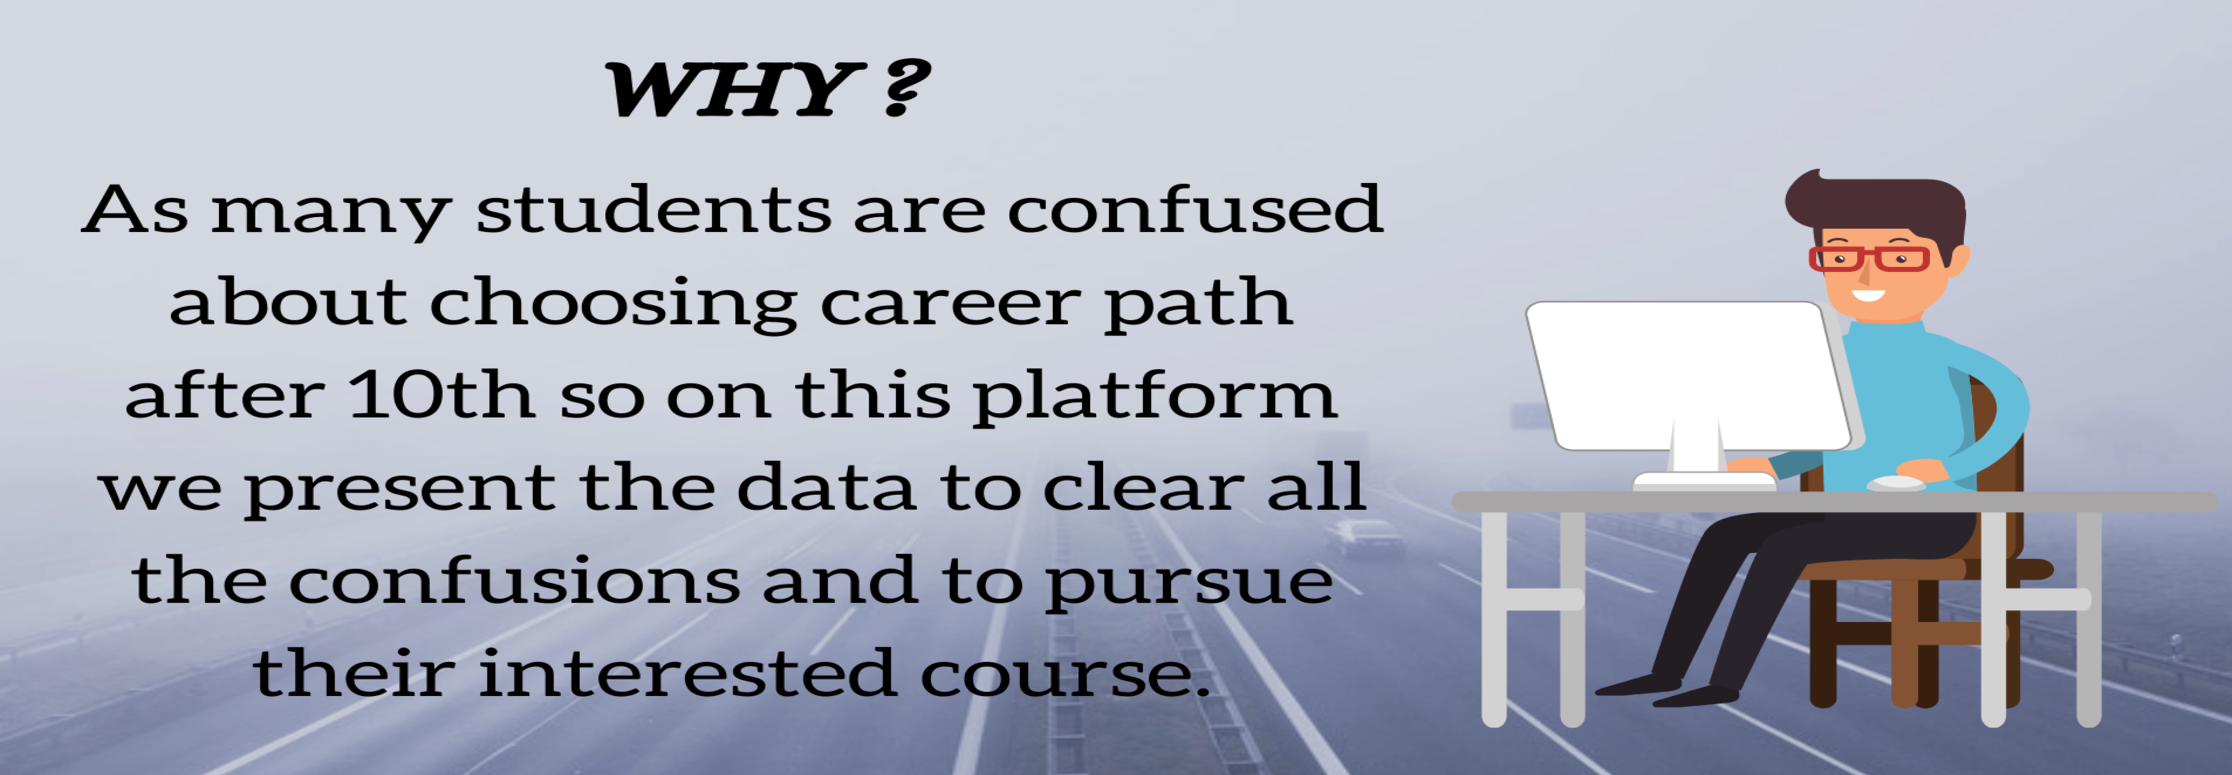 WHY ?
As many students are confused
about choosing career path
after 10th so on this platform
we present the data to clear all
the confusions and to pursue
their interested course.